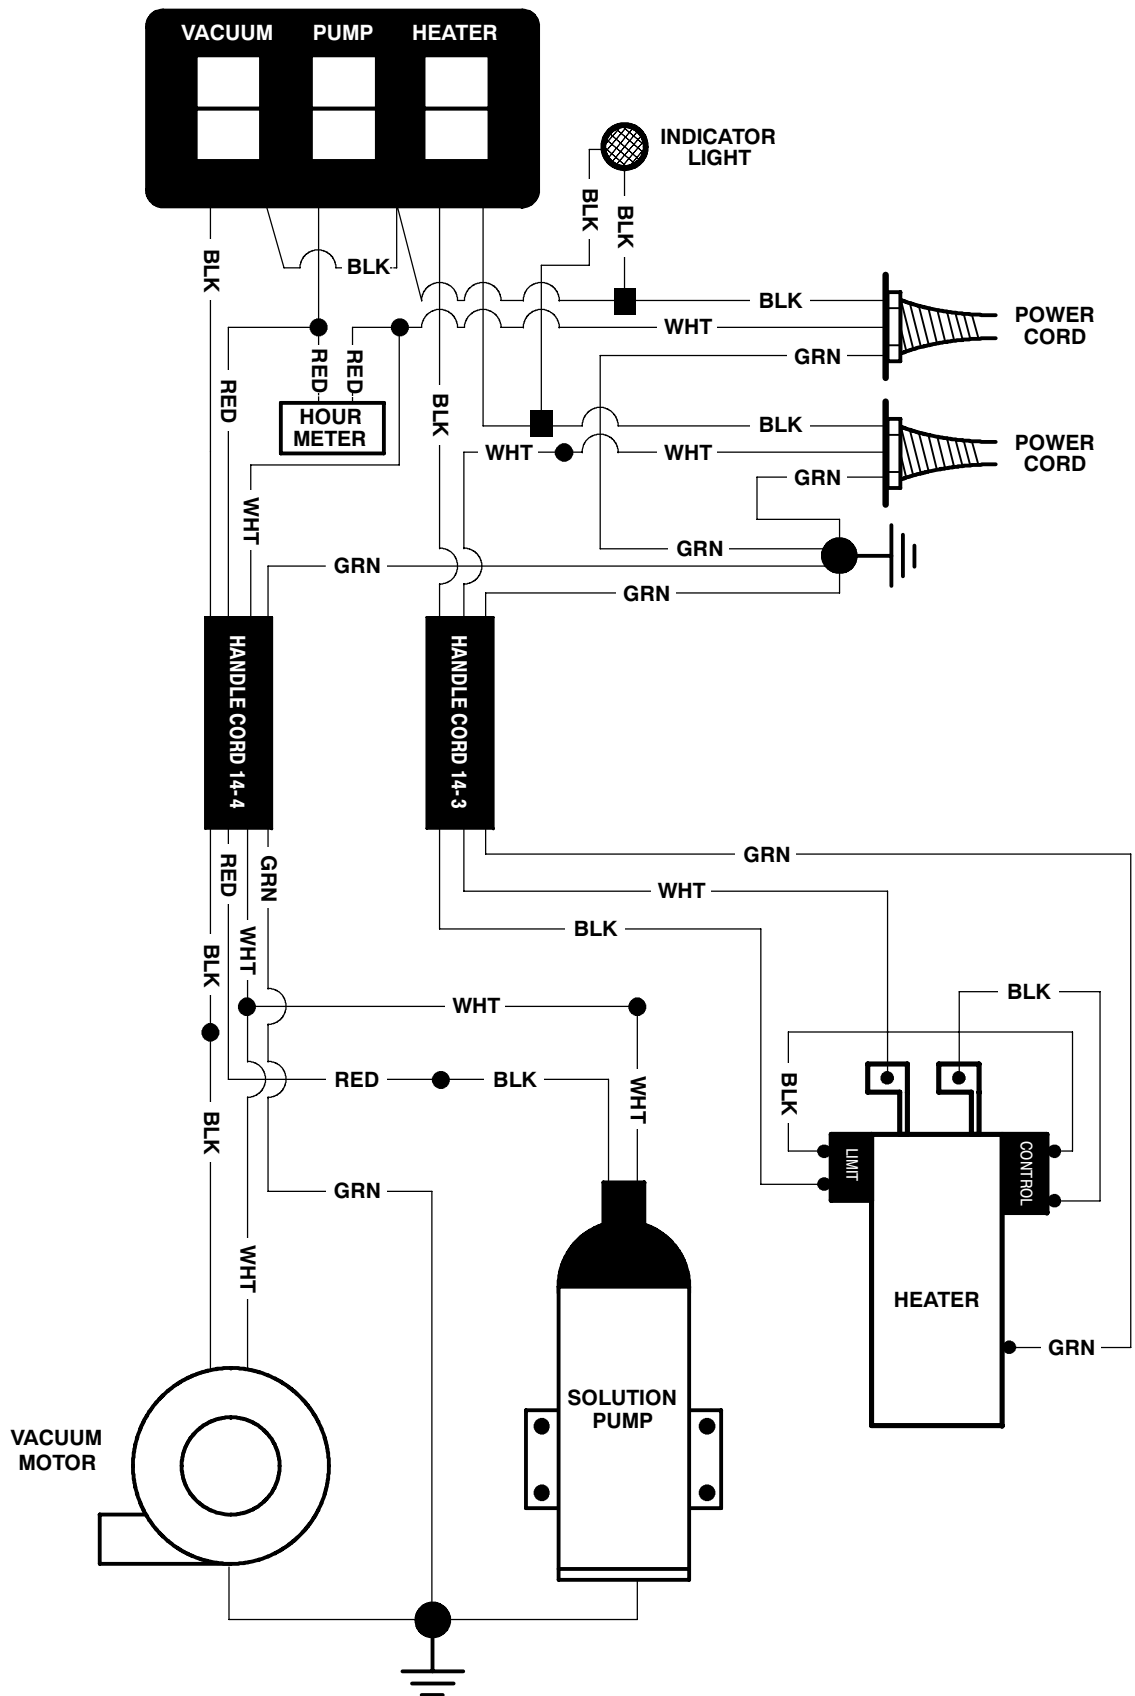 VACUUM PUMP HEATER
INDICATOR
LIGHT
BLK
BLK
BLK
BLK
BLK
POWER
CORD
WHT
GRN
RED
RED
RED
HOUR
METER
BLK
BLK
POWER
CORD
WHT
WHT
GRN
WHT
GRN
GRN
GRN
HANDLE CORD 14-4
HANDLE CORD 14-3
GRN
RED
GRN
WHT
BLK
BLK
WHT
WHT
BLK
RED
BLK
WHT
BLK
BLK
LIMIT
CONTROL
GRN
WHT
HEATER
GRN
SOLUTION
PUMP
VACUUM
MOTOR